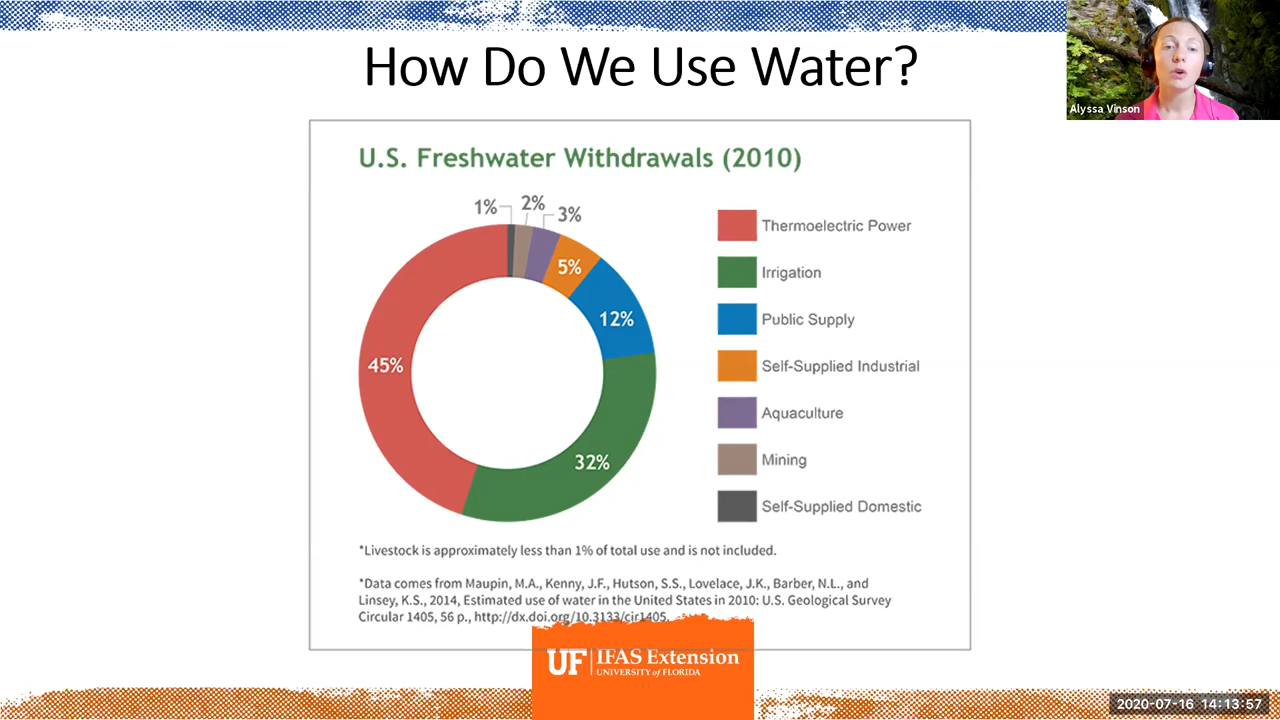 How Do We Use Water?
Alyssa Vinson
U.S. Freshwater Withdrawals (2010)
1%
2%
3%
5%
12%
45%
32%
Thermoelectric Power
Irrigation
Public Supply
Self-Supplied Industrial
Aquaculture
Mining
Self-Supplied Domestic
*Livestock is approximately less than 1% of total use and is not included.
*Data comes from Maupin, M.A., Kenny, J.F., Hutson, S.S., Lovelace, J.K., Barber, N.L., and
Linsey, K.S., 2014, Estimated use of water in the United States in 2010: U.S. Geological Survey
Circular 1405, 56 p., http://dx.doi.org/10.3133/cir1405.
UF IFAS Extension
UNIVERSITY of FLORIDA
2020-07-16 14:13:57